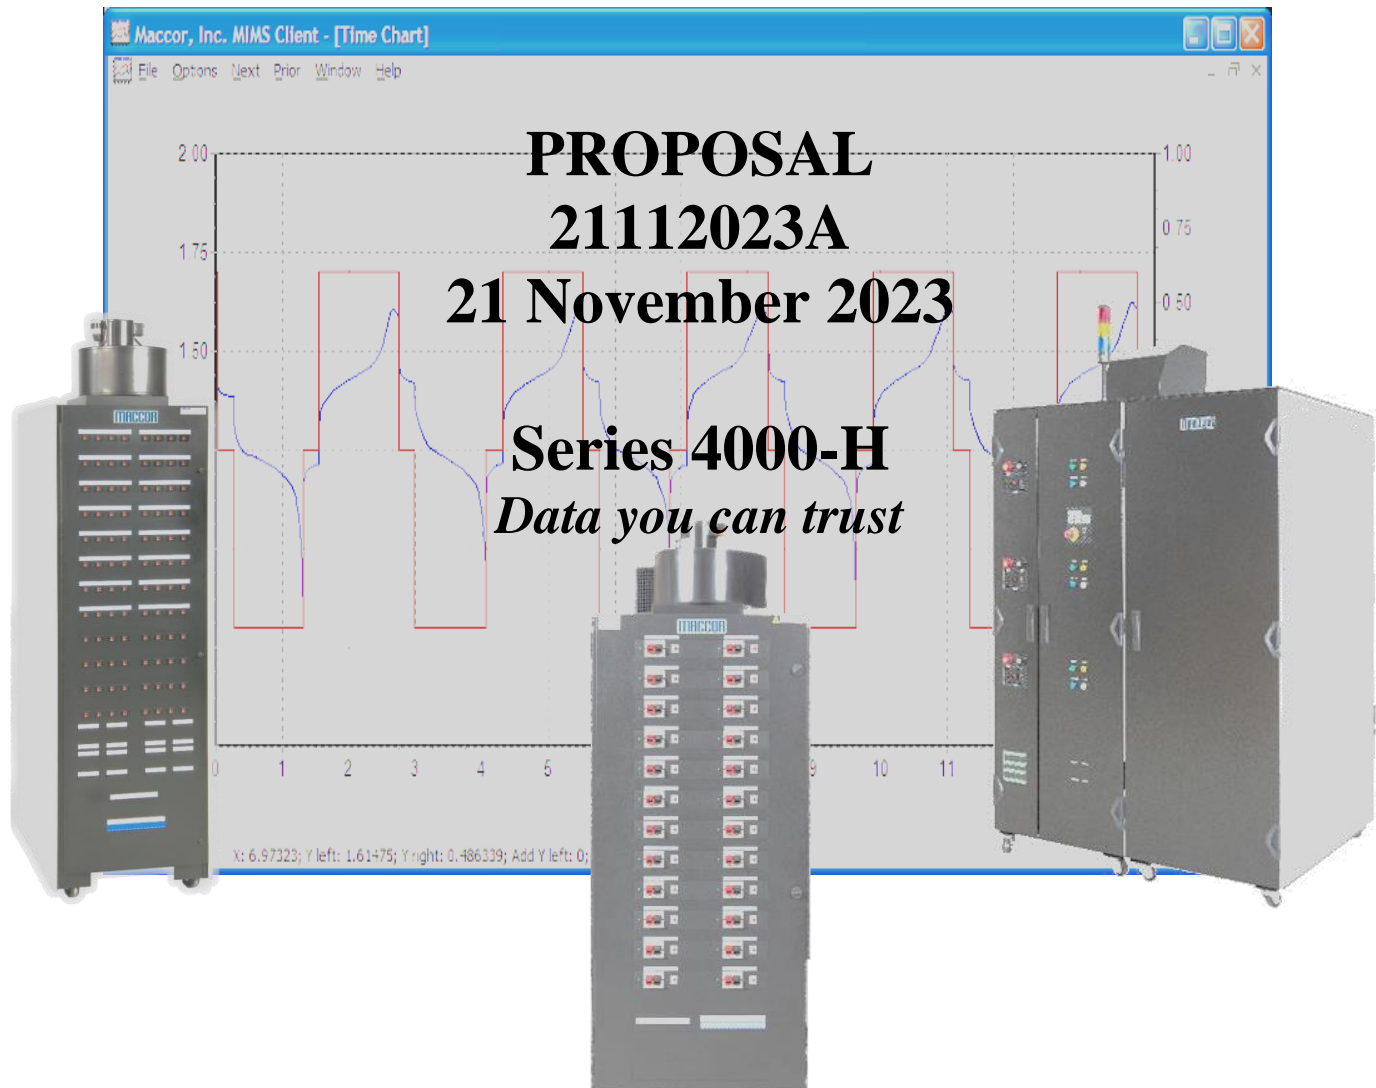 Maccor, Inc. MIMS Client - [Time Chart]
File Options Next Prior Window Help
PROPOSAL
21112023A
21 November 2023
Series 4000-H
Data you can trust
2.00
1.75
1.50
1.00
0.75
0.50
0 1 2 3 4 5 9 10 11
X: 6.97323; Y left: 1.61475; Y right: 0.486339; Add Y left: 0;
MACCOR
MACCOR
MACCOR